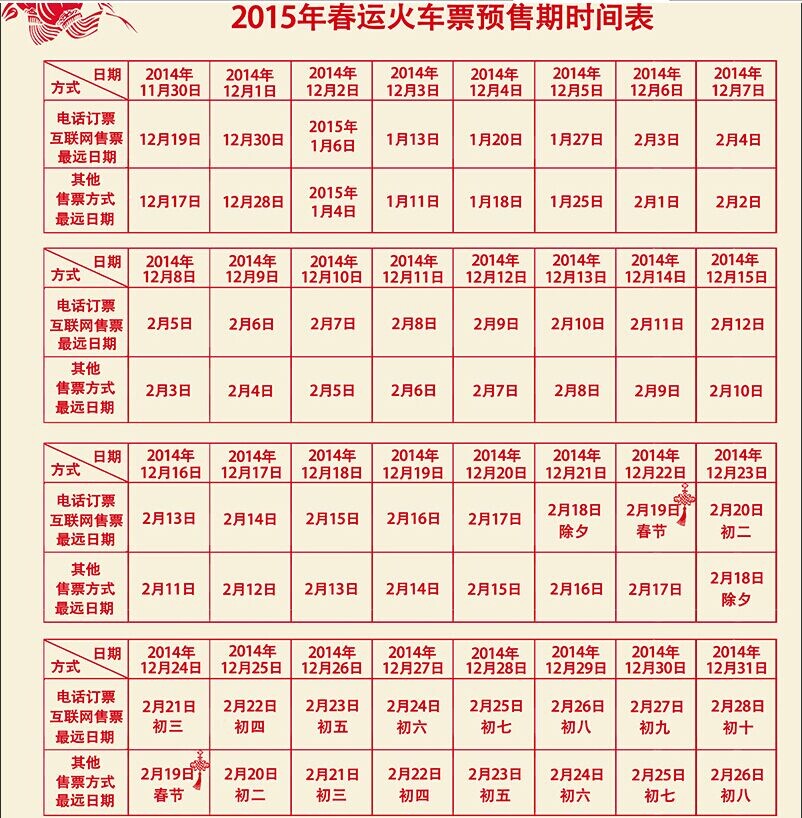 2015年春运火车票预售期时间表
日期 2014年 2014年 2014年 2014年 2014年 2014年 2014年 2014年
方式 11月30日 12月1日 12月2日 12月3日 12月4日 12月5日 12月6日 12月7日
电话订票
互联网售票
最远日期
12月19日 12月30日 2015年1月6日 1月13日 1月20日 1月27日 2月3日 2月4日
其他
售票方式
最远日期
12月17日 12月28日 2015年1月4日 1月11日 1月18日 1月25日 2月1日 2月2日
日期 2014年 2014年 2014年 2014年 2014年 2014年 2014年 2014年
方式 12月8日 12月9日 12月10日 12月11日 12月12日 12月13日 12月14日 12月15日
电话订票
互联网售票
最远日期
2月5日 2月6日 2月7日 2月8日 2月9日 2月10日 2月11日 2月12日
其他
售票方式
最远日期
2月3日 2月4日 2月5日 2月6日 2月7日 2月8日 2月9日 2月10日
日期 2014年 2014年 2014年 2014年 2014年 2014年 2014年 2014年
方式 12月16日 12月17日 12月18日 12月19日 12月20日 12月21日 12月22日 12月23日
电话订票
互联网售票
最远日期
2月13日 2月14日 2月15日 2月16日 2月17日 2月18日 2月19日 2月20日
除夕 春节 初二
其他
售票方式
最远日期
2月11日 2月12日 2月13日 2月14日 2月15日 2月16日 2月17日 2月18日
除夕
日期 2014年 2014年 2014年 2014年 2014年 2014年 2014年 2014年
方式 12月24日 12月25日 12月26日 12月27日 12月28日 12月29日 12月30日 12月31日
电话订票
互联网售票
最远日期
2月21日 2月22日 2月23日 2月24日 2月25日 2月26日 2月27日 2月28日
初三 初四 初五 初六 初七 初八 初九 初十
其他
售票方式
最远日期
2月19日 2月20日 2月21日 2月22日 2月23日 2月24日 2月25日 2月26日
春节 初二 初三 初四 初五 初六 初七 初八